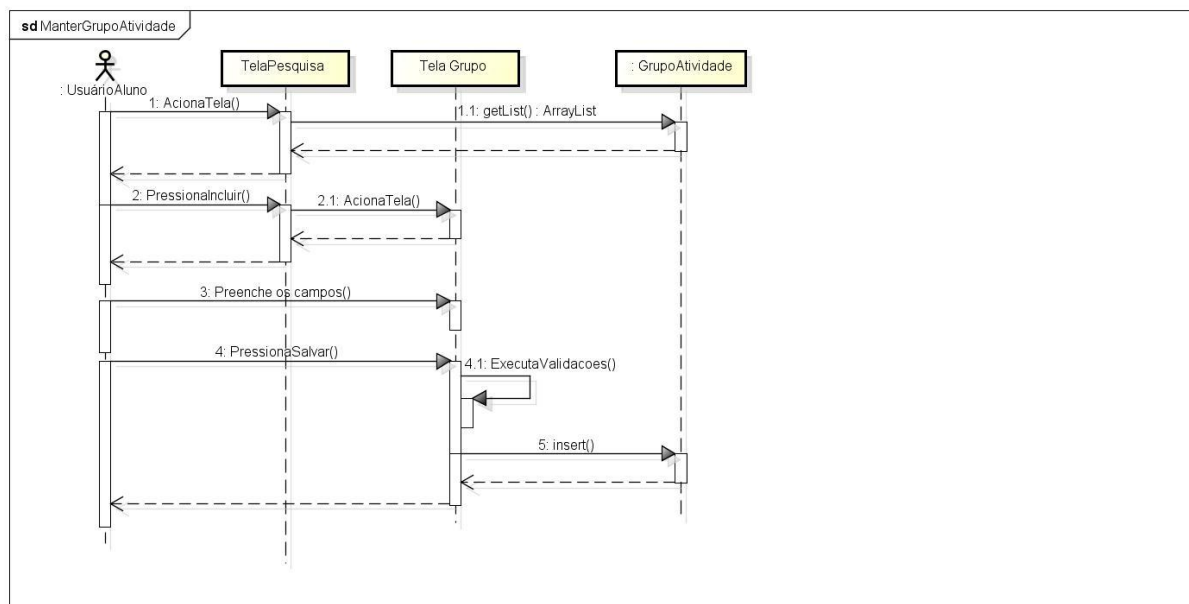 sd ManterGrupoAtividade
TelaPesquisa
Tela Grupo
: GrupoAtividade
: UsuárioAluno
1: AcionaTela()
1.1: getList() : ArrayList
2: PressionaIncluir()
2.1: AcionaTela()
3: Preenche os campos()
4: PressionaSalvar()
4.1: ExecutaValidacoes()
5: insert()